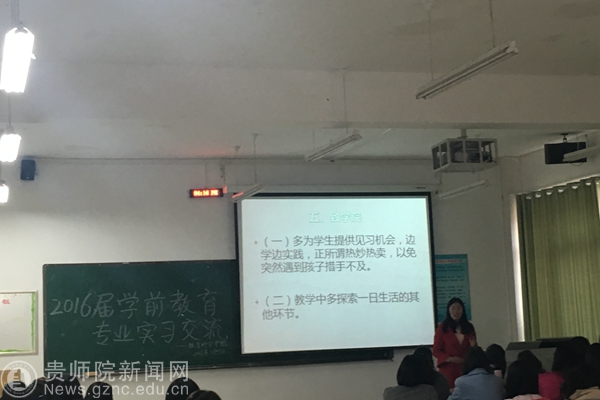 （一）多为学生提供见习机会，边
学边实践，正所谓热炒热卖，以免
突然遇到孩子措手不及。
（二）教学中多探索一日生活的其
他环节。
2016届学前教育
专业实习交流
贵师院新闻网
News.gznc.edu.cn